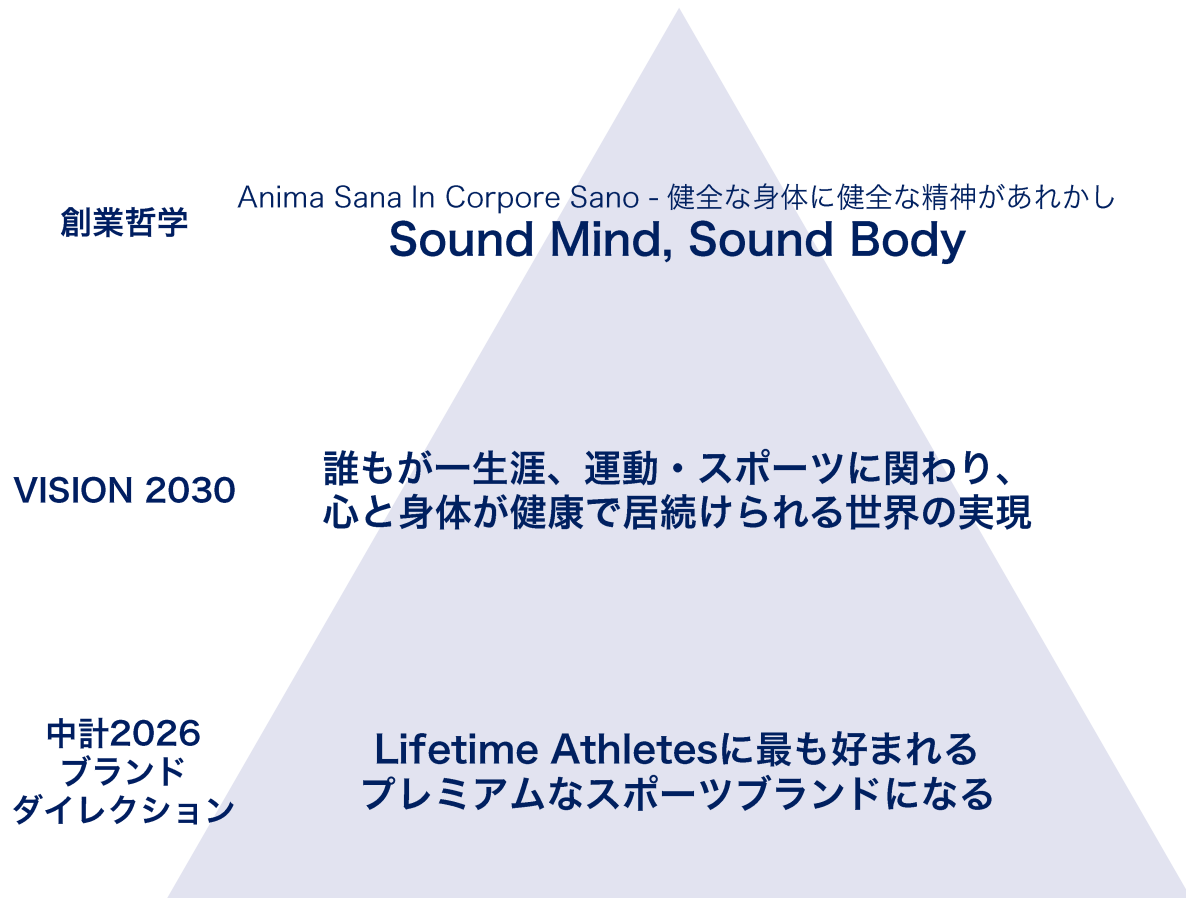 創業哲学
Anima Sana In Corpore Sano - 健全な身体に健全な精神があれかし
Sound Mind, Sound Body
VISION 2030
誰もが一生涯、運動・スポーツに関わり、
心と身体が健康で居続けられる世界の実現
中計2026
ブランド
ダイレクション
Lifetime Athletesに最も好まれる
プレミアムなスポーツブランドになる